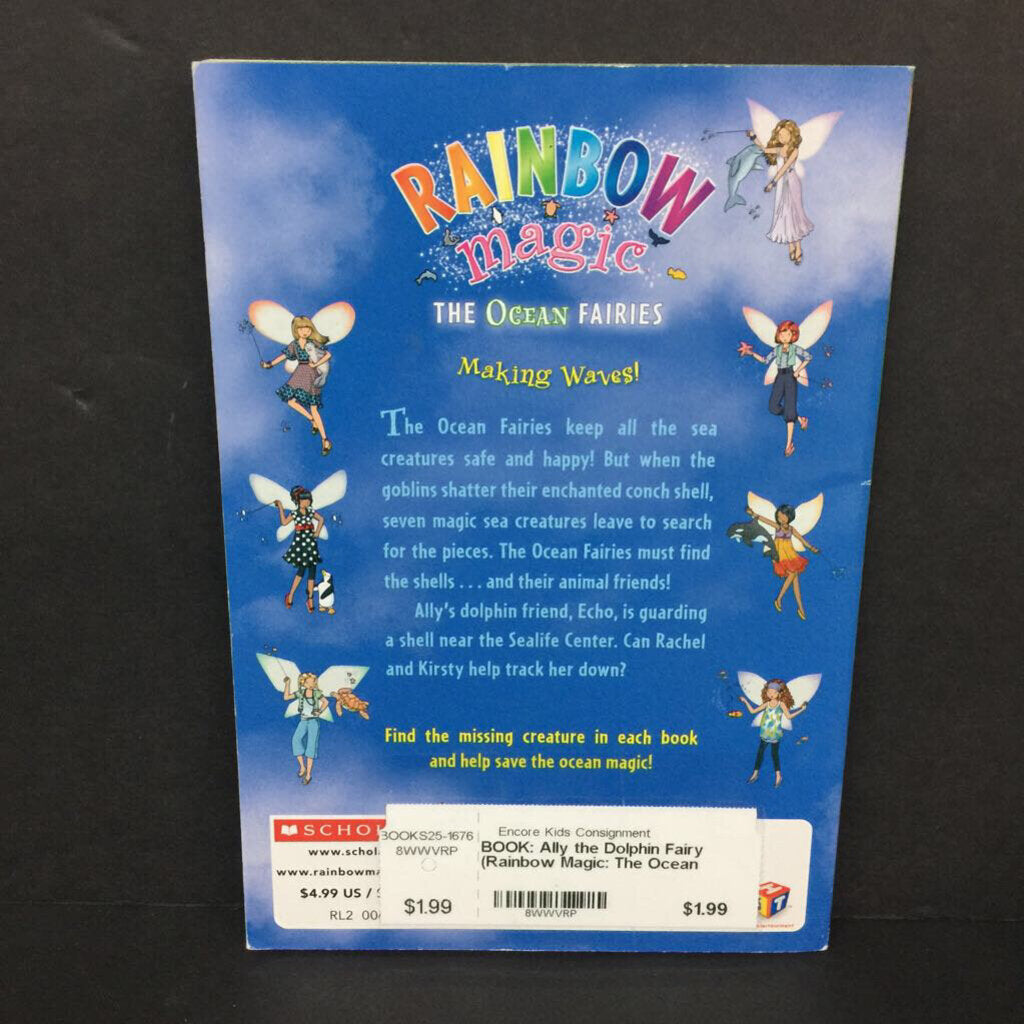 RAINBOW
magic
THE OCEAN FAIRIES
Making Waves!
The Ocean Fairies keep all the sea
creatures safe and happy! But when the
goblins shatter their enchanted conch shell,
seven magic sea creatures leave to search
for the pieces. The Ocean Fairies must find
the shells . . . and their animal friends!
Ally's dolphin friend, Echo, is guarding
a shell near the Sealife Center. Can Rachel
and Kirsty help track her down?
Find the missing creature in each book
and help save the ocean magic!
SCHOL
www.schol
www.rainbowma
$4.99 US /
RL2 00
BOOKS25-1676
8WWVRP
$1.99
Encore Kids Consignment
BOOK: Ally the Dolphin Fairy
(Rainbow Magic: The Ocean
8WWVRP
$1.99
HIT